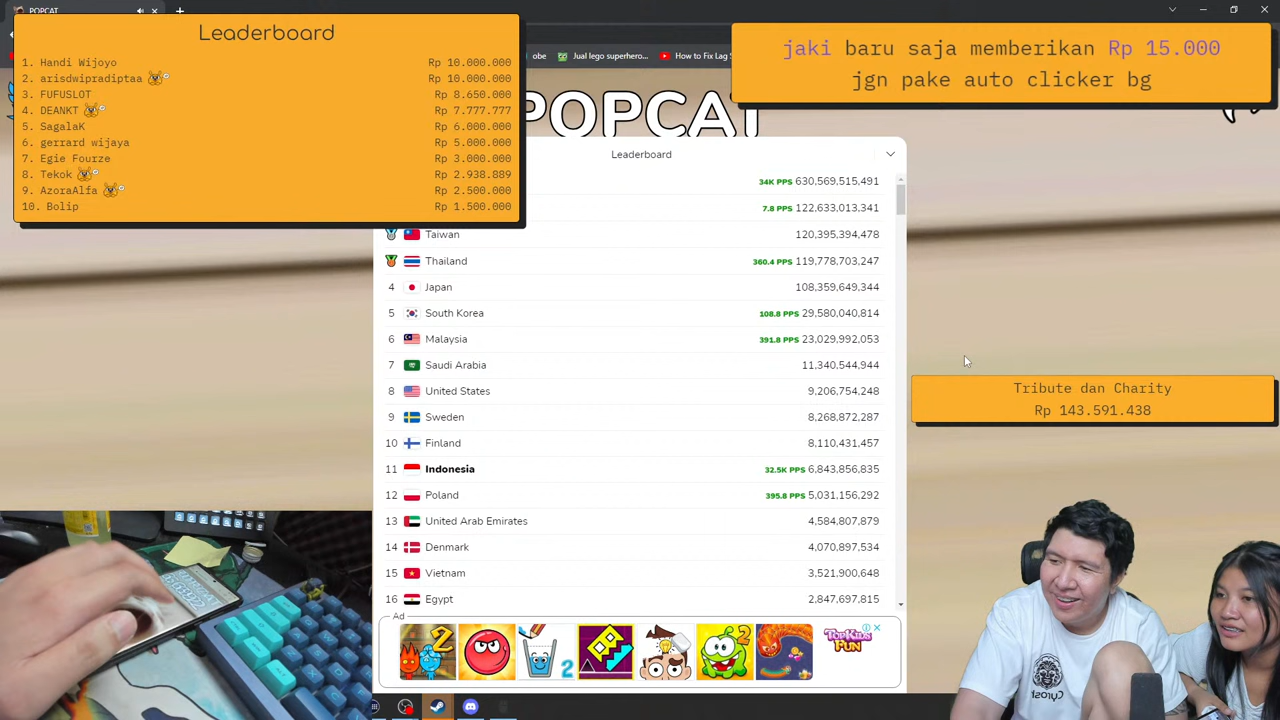 POPCAT
Leaderboard
1. Handi Wijoyo Rp 10.000.000
2. arisdwipradiptaa Rp 10.000.000
3. FUFUSLOT Rp 8.650.000
4. DEANKT Rp 7.777.777
5. SagalaK Rp 6.000.000
6. gerrard wijaya Rp 5.000.000
7. Egie Fourze Rp 3.000.000
8. Tekok Rp 2.938.889
9. AzoraAlfa Rp 2.500.000
10. Bolip Rp 1.500.000
obe
Jual lego superhero...
How to Fix Lag
jaki baru saja memberikan Rp 15.000
jgn pake auto clicker bg
POPCAT
Leaderboard
34K PPS 630,569,515,491
7.8 PPS 122,633,013,341
Taiwan 120,395,394,478
Thailand 360.4 PPS 119,778,703,247
4 Japan 108,359,649,344
5 South Korea 108.8 PPS 29,580,040,814
6 Malaysia 391.8 PPS 23,029,992,053
7 Saudi Arabia 11,340,544,944
8 United States 9,206,754,248
9 Sweden 8,268,872,287
10 Finland 8,110,431,457
11 Indonesia 32.5K PPS 6,843,856,835
12 Poland 395.8 PPS 5,031,156,292
13 United Arab Emirates 4,584,807,879
14 Denmark 4,070,897,534
15 Vietnam 3,521,900,648
16 Egypt 2,847,697,815
Tribute dan Charity
Rp 143.591.438
Ad
2
2
2
TopKids
FUN
Cyrost